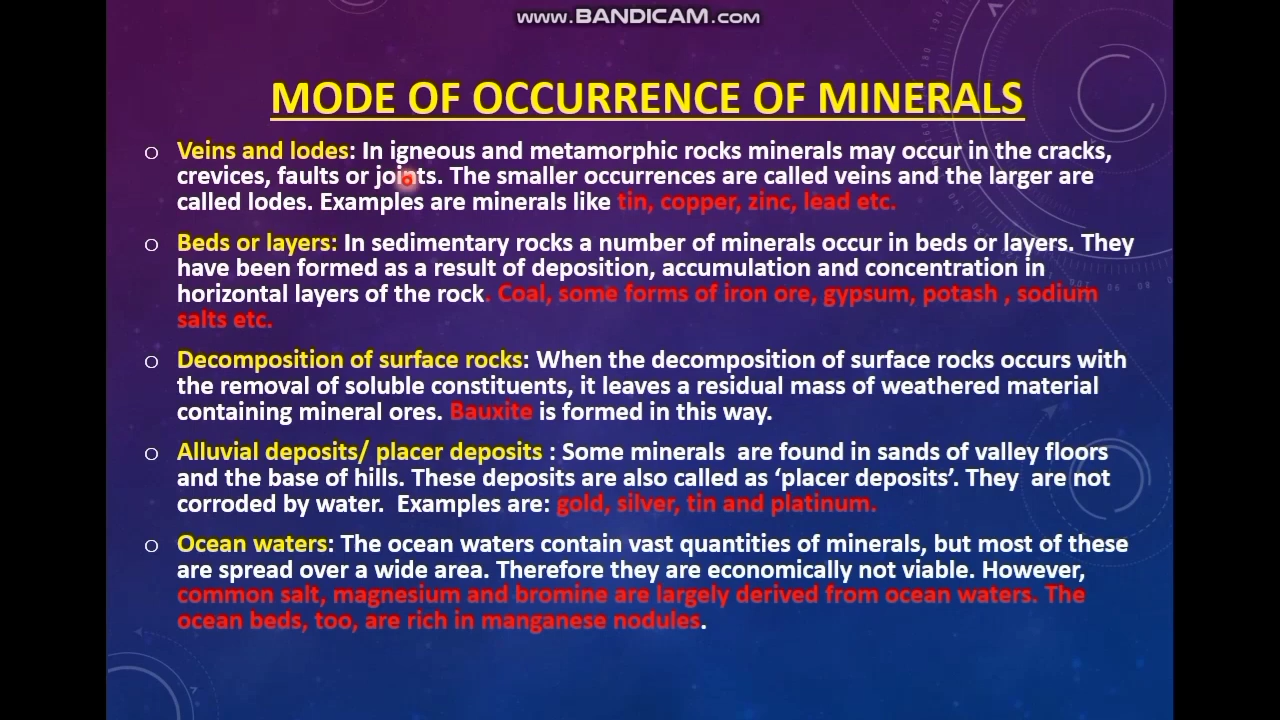 www.BANDICAM.com
MODE OF OCCURRENCE OF MINERALS
o Veins and lodes: In igneous and metamorphic rocks minerals may occur in the cracks,
crevices, faults or joints. The smaller occurrences are called veins and the larger are
called lodes. Examples are minerals like tin, copper, zinc, lead etc.
o Beds or layers: In sedimentary rocks a number of minerals occur in beds or layers. They
have been formed as a result of deposition, accumulation and concentration in
horizontal layers of the rock. Coal, some forms of iron ore, gypsum, potash , sodium
salts etc.
o Decomposition of surface rocks: When the decomposition of surface rocks occurs with
the removal of soluble constituents, it leaves a residual mass of weathered material
containing mineral ores. Bauxite is formed in this way.
o Alluvial deposits/ placer deposits : Some minerals  are found in sands of valley floors
and the base of hills. These deposits are also called as ‘placer deposits’. They  are not
corroded by water.  Examples are: gold, silver, tin and platinum.
o Ocean waters: The ocean waters contain vast quantities of minerals, but most of these
are spread over a wide area. Therefore they are economically not viable. However,
common salt, magnesium and bromine are largely derived from ocean waters. The
ocean beds, too, are rich in manganese nodules.